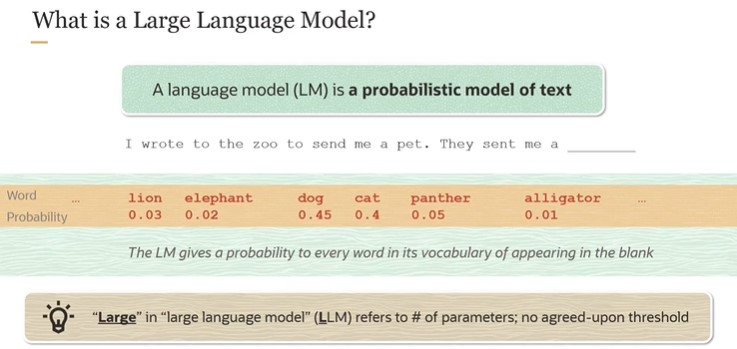 What is a Large Language Model?
A language model (LM) is a probabilistic model of text
I wrote to the zoo to send me a pet. They sent me a ________
Word ... lion elephant dog cat panther alligator ...
Probability 0.03 0.02 0.45 0.4 0.05 0.01
The LM gives a probability to every word in its vocabulary of appearing in the blank
“Large” in “large language model” (LLM) refers to # of parameters; no agreed-upon threshold